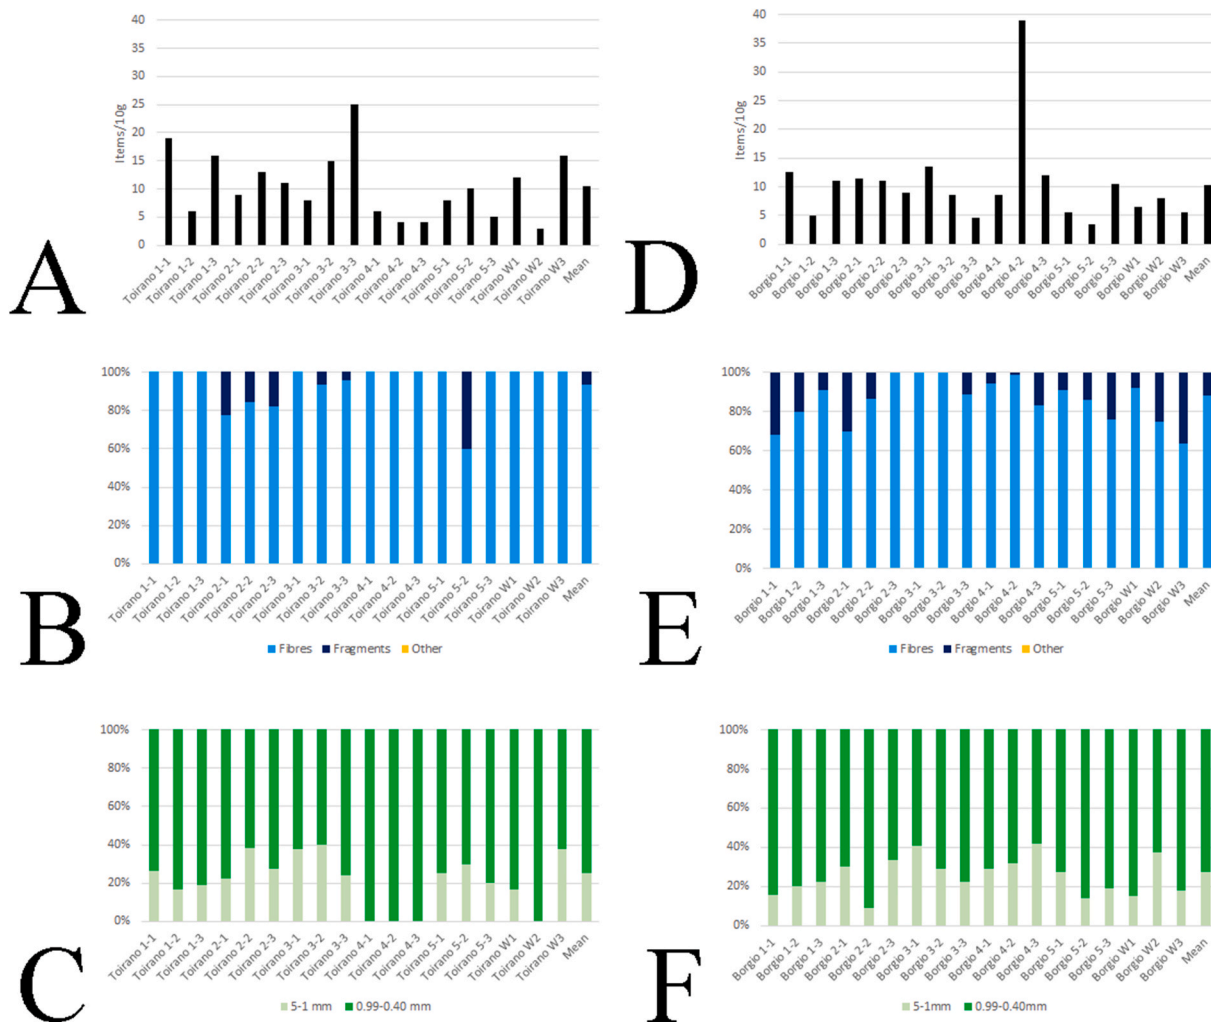 A
Items/10g
40
35
30
25
20
15
10
5
0
Toirano 1-1
Toirano 1-2
Toirano 1-3
Toirano 2-1
Toirano 2-2
Toirano 2-3
Toirano 3-1
Toirano 3-2
Toirano 3-3
Toirano 4-1
Toirano 4-2
Toirano 4-3
Toirano 5-1
Toirano 5-2
Toirano 5-3
Toirano W1
Toirano W2
Toirano W3
Mean
D
Items/10g
40
35
30
25
20
15
10
5
0
Borgio 1-1
Borgio 1-2
Borgio 1-3
Borgio 2-1
Borgio 2-2
Borgio 2-3
Borgio 3-1
Borgio 3-2
Borgio 3-3
Borgio 4-1
Borgio 4-2
Borgio 4-3
Borgio 5-1
Borgio 5-2
Borgio 5-3
Borgio W1
Borgio W2
Borgio W3
Mean
B
100%
80%
60%
40%
20%
0%
Toirano 1-1
Toirano 1-2
Toirano 1-3
Toirano 2-1
Toirano 2-2
Toirano 2-3
Toirano 3-1
Toirano 3-2
Toirano 3-3
Toirano 4-1
Toirano 4-2
Toirano 4-3
Toirano 5-1
Toirano 5-2
Toirano 5-3
Toirano W1
Toirano W2
Toirano W3
Mean
Fibres Fragments Other
E
100%
80%
60%
40%
20%
0%
Borgio 1-1
Borgio 1-2
Borgio 1-3
Borgio 2-1
Borgio 2-2
Borgio 2-3
Borgio 3-1
Borgio 3-2
Borgio 3-3
Borgio 4-1
Borgio 4-2
Borgio 4-3
Borgio 5-1
Borgio 5-2
Borgio 5-3
Borgio W1
Borgio W2
Borgio W3
Mean
Fibres Fragments Other
C
100%
80%
60%
40%
20%
0%
Toirano 1-1
Toirano 1-2
Toirano 1-3
Toirano 2-1
Toirano 2-2
Toirano 2-3
Toirano 3-1
Toirano 3-2
Toirano 3-3
Toirano 4-1
Toirano 4-2
Toirano 4-3
Toirano 5-1
Toirano 5-2
Toirano 5-3
Toirano W1
Toirano W2
Toirano W3
Mean
5-1 mm 0.99-0.40 mm
F
100%
80%
60%
40%
20%
0%
Borgio 1-1
Borgio 1-2
Borgio 1-3
Borgio 2-1
Borgio 2-2
Borgio 2-3
Borgio 3-1
Borgio 3-2
Borgio 3-3
Borgio 4-1
Borgio 4-2
Borgio 4-3
Borgio 5-1
Borgio 5-2
Borgio 5-3
Borgio W1
Borgio W2
Borgio W3
Mean
5-1mm 0.99-0.40mm